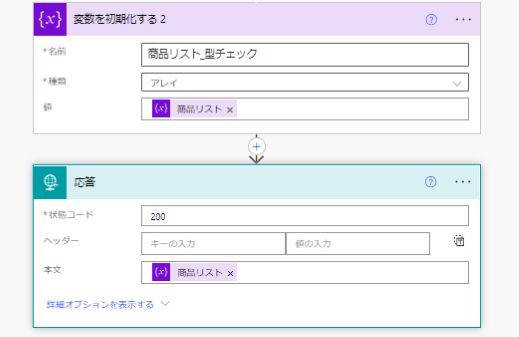 {x} 変数を初期化する 2
*名前 商品リスト_型チェック
*種類 アレイ
値 {x} 商品リスト ×
応答
*状態コード 200
ヘッダー キーの入力 値の入力
本文 {x} 商品リスト ×
詳細オプションを表示する